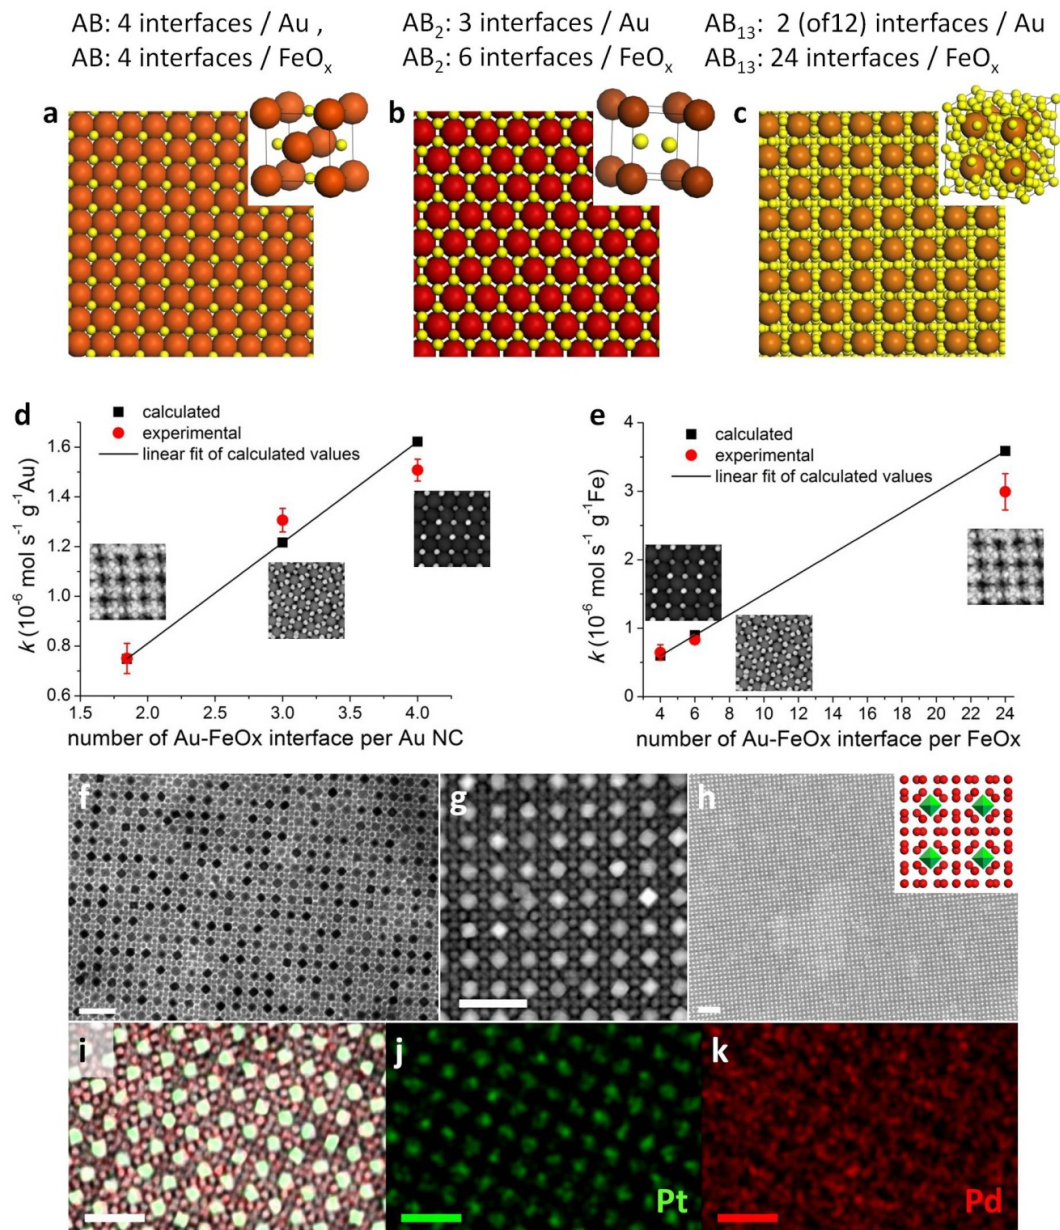 AB: 4 interfaces / Au ,
AB: 4 interfaces / FeOₓ
AB₂: 3 interfaces / Au
AB₂: 6 interfaces / FeOₓ
AB₁₃: 2 (of12) interfaces / Au
AB₁₃: 24 interfaces / FeOₓ
a
b
c
d
calculated
experimental
linear fit of calculated values
k (10⁻⁶ mol s⁻¹ g⁻¹Au)
1.6
1.4
1.2
1.0
0.8
0.6
1.5
2.0
2.5
3.0
3.5
4.0
number of Au-FeOx interface per Au NC
e
calculated
experimental
linear fit of calculated values
k (10⁻⁶ mol s⁻¹ g⁻¹Fe)
4
3
2
1
0
4 6 8 10 12 14 16 18 20 22 24
number of Au-FeOx interface per FeOx
f
g
h
i
j
Pt
k
Pd